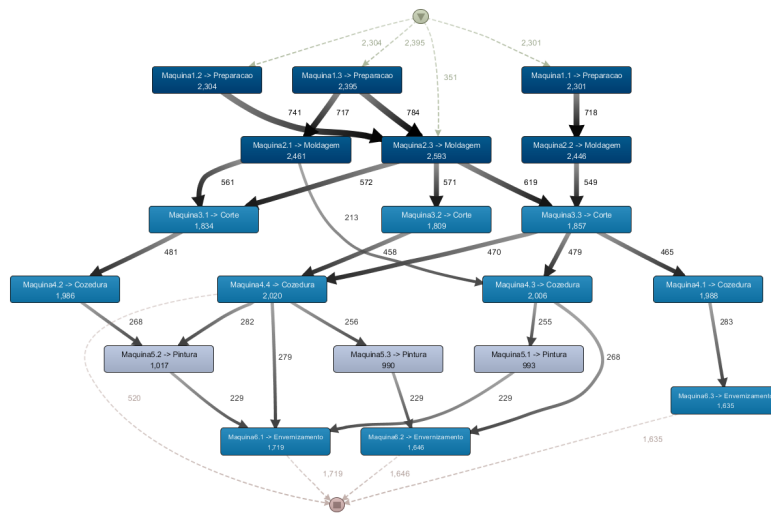 2,304
2,395
2,301
351
Maquina1.2 -> Preparacao
2,304
Maquina1.3 -> Preparacao
2,395
Maquina1.1 -> Preparacao
2,301
741
717
784
718
Maquina2.1 -> Moldagem
2,461
Maquina2.3 -> Moldagem
2,593
Maquina2.2 -> Moldagem
2,446
561
572
571
619
549
213
Maquina3.1 -> Corte
1,834
Maquina3.2 -> Corte
1,809
Maquina3.3 -> Corte
1,857
481
458
470
479
465
Maquina4.2 -> Cozedura
1,986
Maquina4.4 -> Cozedura
2,020
Maquina4.3 -> Cozedura
2,006
Maquina4.1 -> Cozedura
1,988
268
282
256
255
283
279
268
Maquina5.2 -> Pintura
1,017
Maquina5.3 -> Pintura
990
Maquina5.1 -> Pintura
993
520
229
229
229
Maquina6.3 -> Envernizamento
1,635
Maquina6.1 -> Envernizamento
1,719
Maquina6.2 -> Envernizamento
1,646
1,719
1,646
1,635